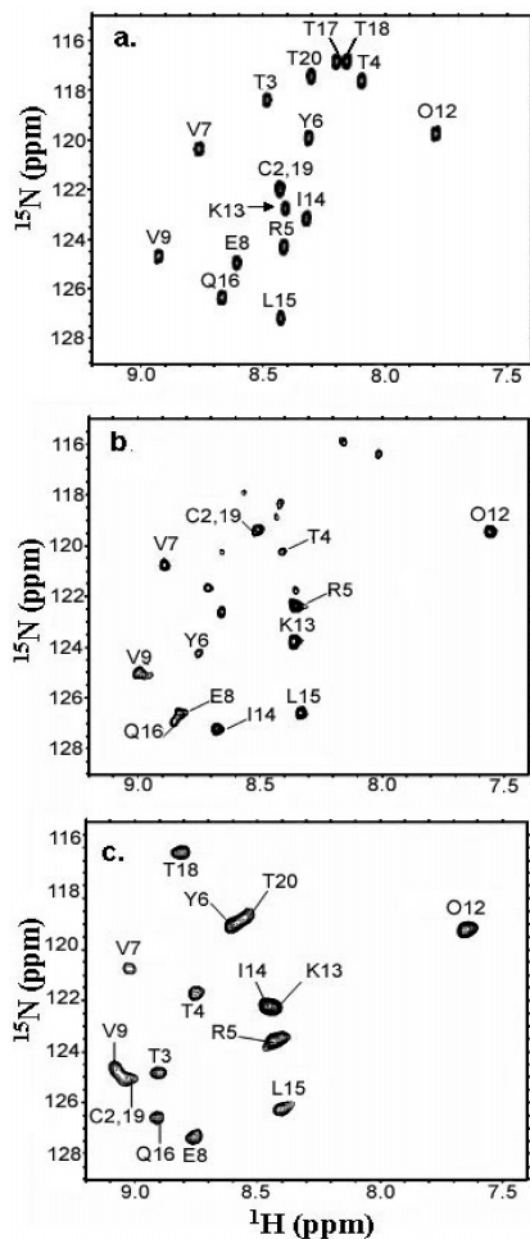 a.
T17 T18
T20 T4
T3
Y6 O12
V7
C2,19
K13 I14
R5
V9 E8
Q16
L15
116
118
120
122
124
126
128
15N (ppm)
9.0 8.5 8.0 7.5
b
C2,19
V7 T4 O12
R5
Y6 K13
V9
E8 L15
Q16 I14
116
118
120
122
124
126
128
15N (ppm)
9.0 8.5 8.0 7.5
c.
T18
Y6 T20
O12
V7
I14 K13
T4
V9 R5
T3
C2,19 L15
Q16 E8
116
118
120
122
124
126
128
15N (ppm)
9.0 8.5 8.0 7.5
1H (ppm)